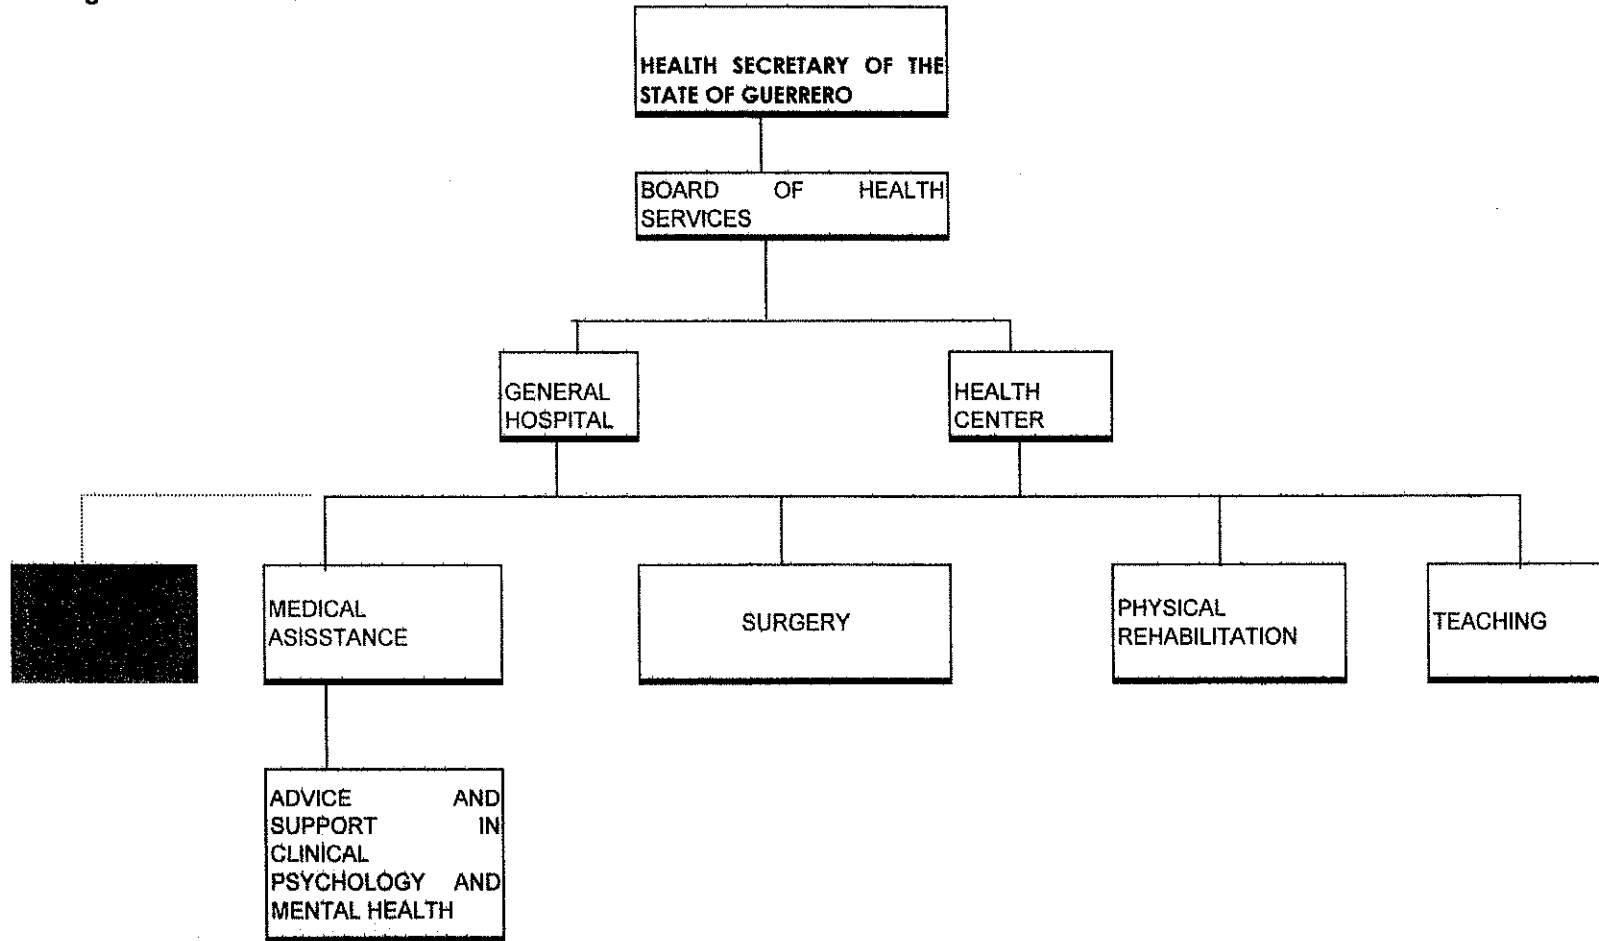 HEALTH SECRETARY OF THE
STATE OF GUERRERO
BOARD OF HEALTH
SERVICES
GENERAL
HOSPITAL
HEALTH
CENTER
MEDICAL
ASISSTANCE
SURGERY
PHYSICAL
REHABILITATION
TEACHING
ADVICE AND
SUPPORT IN
CLINICAL
PSYCHOLOGY AND
MENTAL HEALTH